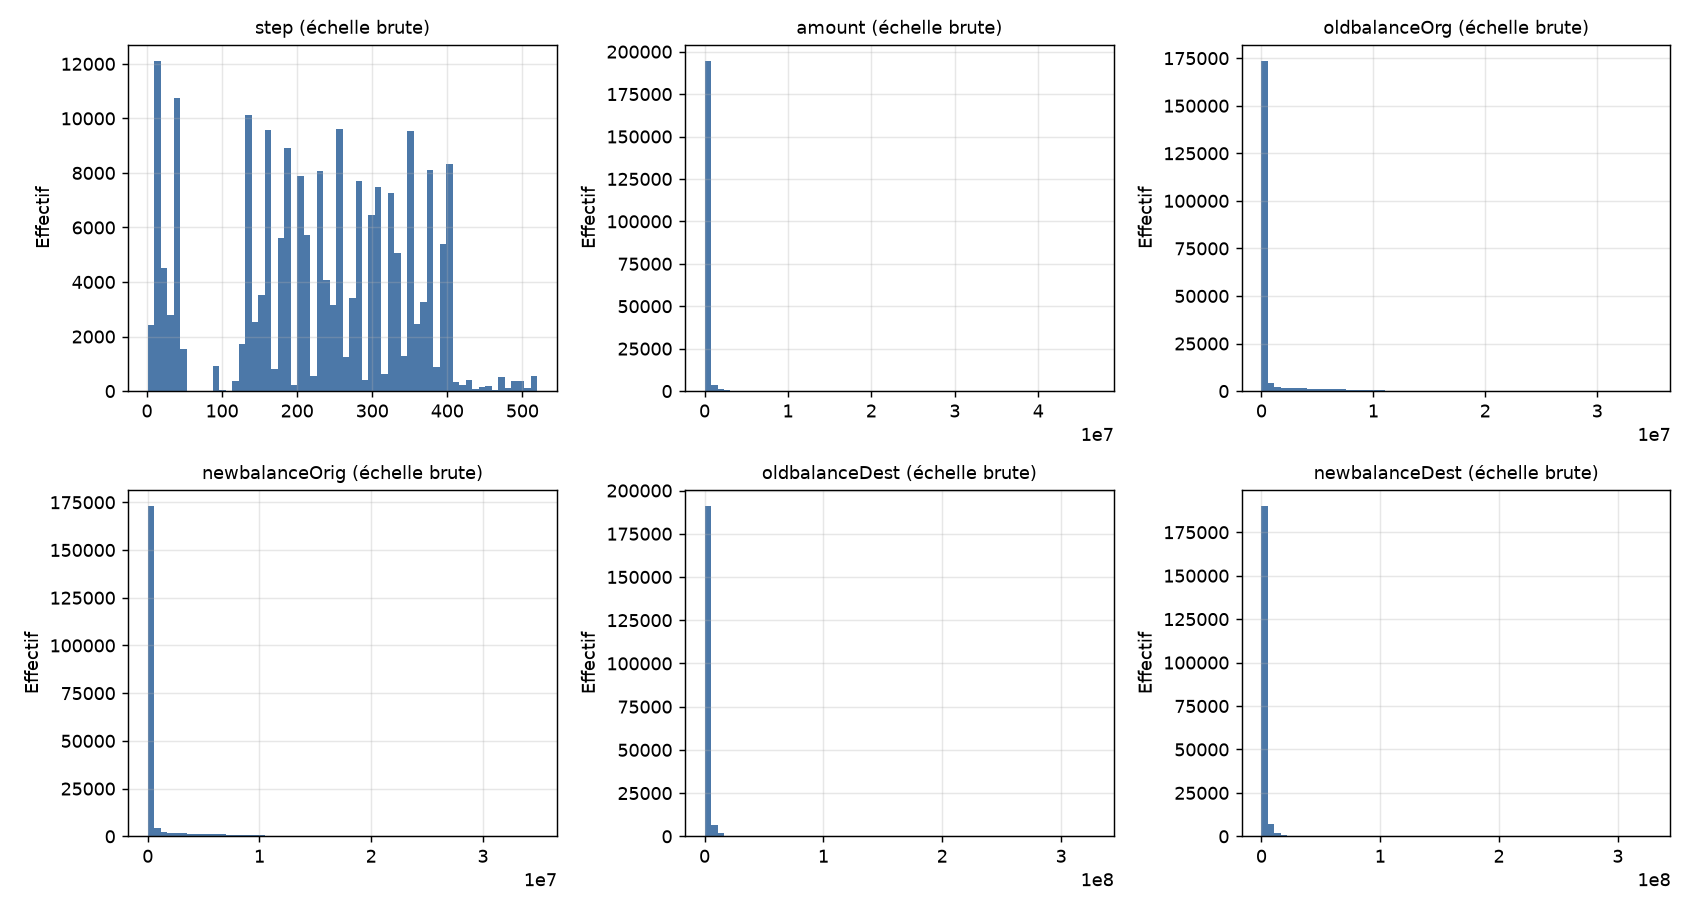 step (échelle brute)
Effectif
12000
10000
8000
6000
4000
2000
0
0 100 200 300 400 500
amount (échelle brute)
Effectif
200000
175000
150000
125000
100000
75000
50000
25000
0
0 1 2 3 4
1e7
oldbalanceOrg (échelle brute)
Effectif
175000
150000
125000
100000
75000
50000
25000
0
0 1 2 3
1e7
newbalanceOrig (échelle brute)
Effectif
175000
150000
125000
100000
75000
50000
25000
0
0 1 2 3
1e7
oldbalanceDest (échelle brute)
Effectif
200000
175000
150000
125000
100000
75000
50000
25000
0
0 1 2 3
1e8
newbalanceDest (échelle brute)
Effectif
175000
150000
125000
100000
75000
50000
25000
0
0 1 2 3
1e8